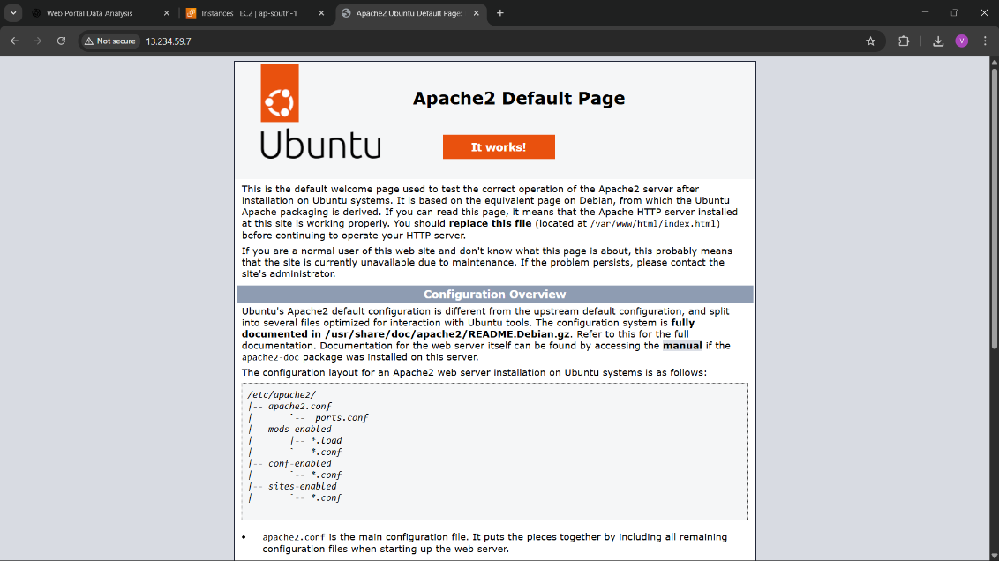 Web Portal Data Analysis
Instances | EC2 | ap-south-1
Apache2 Ubuntu Default Page:
Not secure
13.234.59.7
V
Ubuntu
Apache2 Default Page
It works!
This is the default welcome page used to test the correct operation of the Apache2 server after
installation on Ubuntu systems. It is based on the equivalent page on Debian, from which the Ubuntu
Apache packaging is derived. If you can read this page, it means that the Apache HTTP server installed
at this site is working properly. You should replace this file (located at /var/www/html/index.html)
before continuing to operate your HTTP server.
If you are a normal user of this web site and don't know what this page is about, this probably means
that the site is currently unavailable due to maintenance. If the problem persists, please contact the
site's administrator.
Configuration Overview
Ubuntu's Apache2 default configuration is different from the upstream default configuration, and split
into several files optimized for interaction with Ubuntu tools. The configuration system is fully
documented in /usr/share/doc/apache2/README.Debian.gz. Refer to this for the full
documentation. Documentation for the web server itself can be found by accessing the manual if the
apache2-doc package was installed on this server.
The configuration layout for an Apache2 web server installation on Ubuntu systems is as follows:
/etc/apache2/
|-- apache2.conf
|       `--  ports.conf
|-- mods-enabled
|       |-- *.load
|       `-- *.conf
|-- conf-enabled
|       `-- *.conf
|-- sites-enabled
|       `-- *.conf
• apache2.conf is the main configuration file. It puts the pieces together by including all remaining
configuration files when starting up the web server.